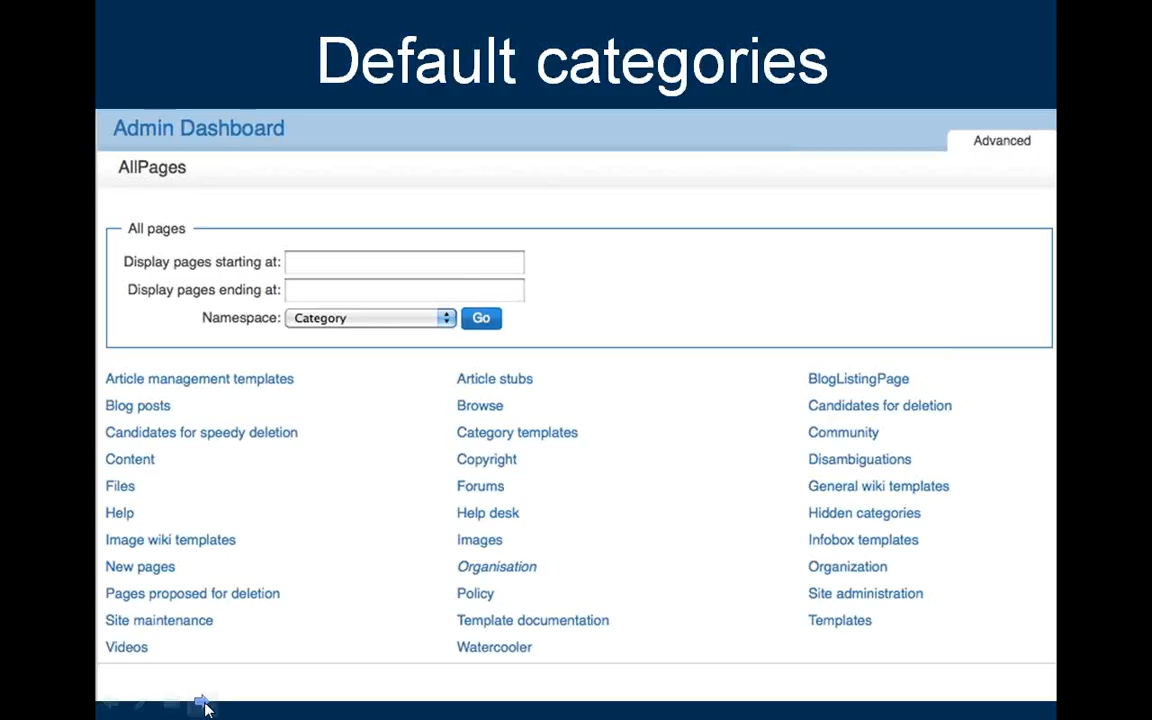 Default categories
Admin Dashboard
Advanced
AllPages
All pages
Display pages starting at:
Display pages ending at:
Namespace: Category Go
Article management templates Article stubs BlogListingPage
Blog posts Browse Candidates for deletion
Candidates for speedy deletion Category templates Community
Content Copyright Disambiguations
Files Forums General wiki templates
Help Help desk Hidden categories
Image wiki templates Images Infobox templates
New pages Organisation Organization
Pages proposed for deletion Policy Site administration
Site maintenance Template documentation Templates
Videos Watercooler